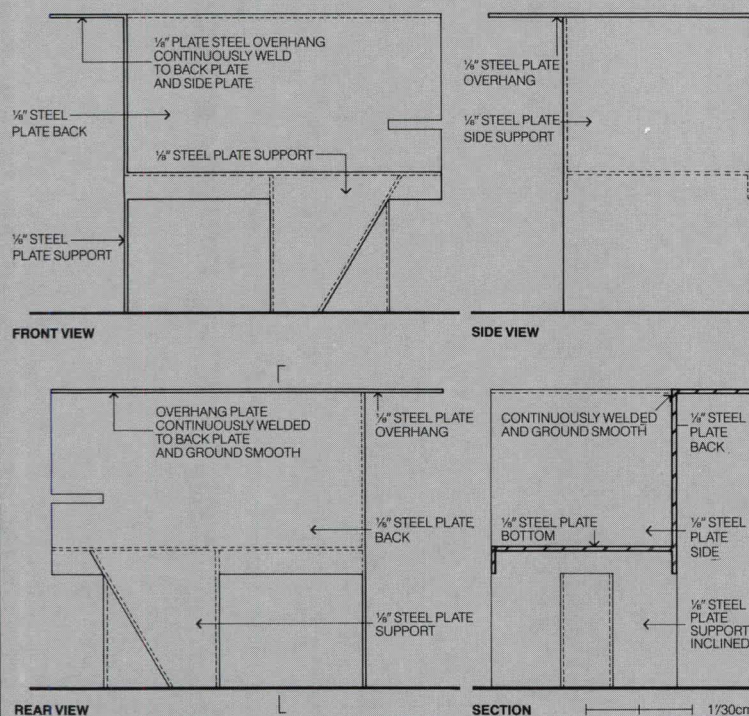 ⅛" PLATE STEEL OVERHANG
CONTINUOUSLY WELD
TO BACK PLATE
AND SIDE PLATE
⅛" STEEL
PLATE BACK
⅛" STEEL PLATE SUPPORT
⅛" STEEL
PLATE SUPPORT
FRONT VIEW
⅛" STEEL PLATE
OVERHANG
⅛" STEEL PLATE
SIDE SUPPORT
SIDE VIEW
OVERHANG PLATE
CONTINUOUSLY WELDED
TO BACK PLATE
AND GROUND SMOOTH
⅛" STEEL PLATE
OVERHANG
⅛" STEEL PLATE
BACK
⅛" STEEL PLATE
SUPPORT
REAR VIEW
CONTINUOUSLY WELDED
AND GROUND SMOOTH
⅛" STEEL
PLATE
BACK
⅛" STEEL PLATE
BOTTOM
⅛" STEEL
PLATE
SIDE
⅛" STEEL
PLATE
SUPPORT
INCLINED
SECTION
1'/30cm